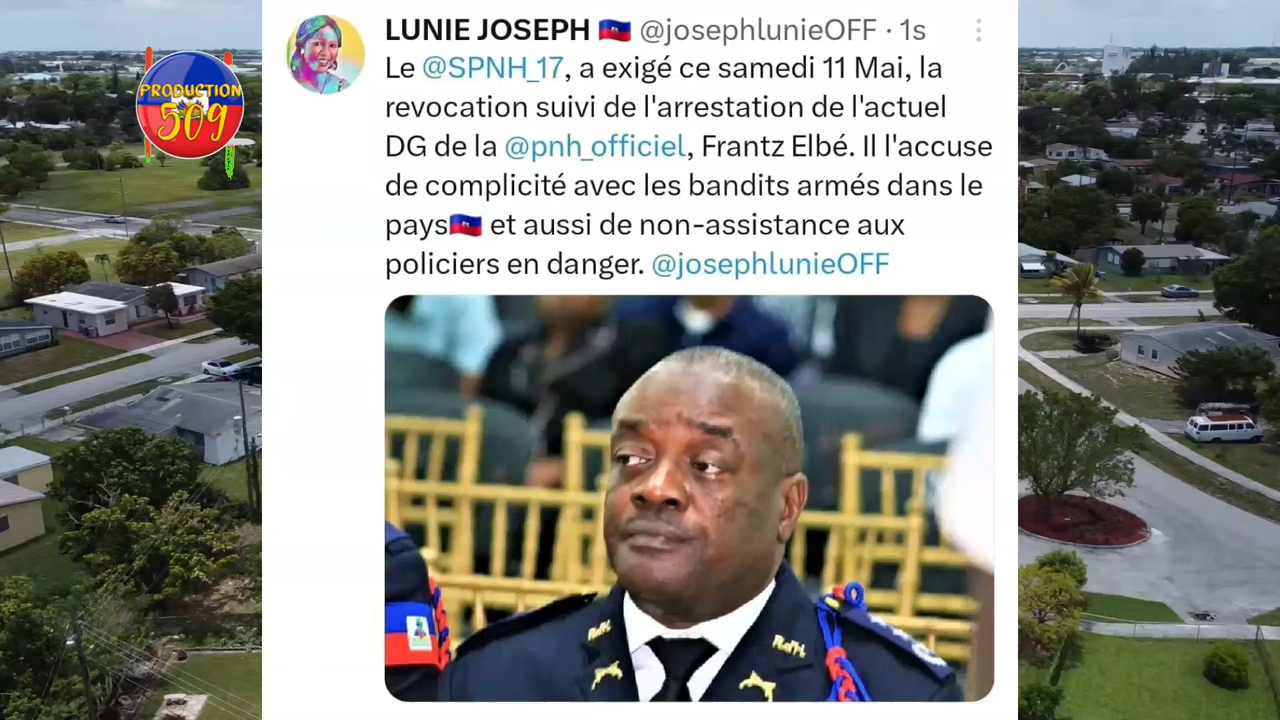 PRODUCTION
509
LUNIE JOSEPH 🇭🇹 @josephlunieOFF · 1s
Le @SPNH_17, a exigé ce samedi 11 Mai, la
revocation suivi de l'arrestation de l'actuel
DG de la @pnh_officiel, Frantz Elbé. Il l'accuse
de complicité avec les bandits armés dans le
pays🇭🇹 et aussi de non-assistance aux
policiers en danger. @josephlunieOFF